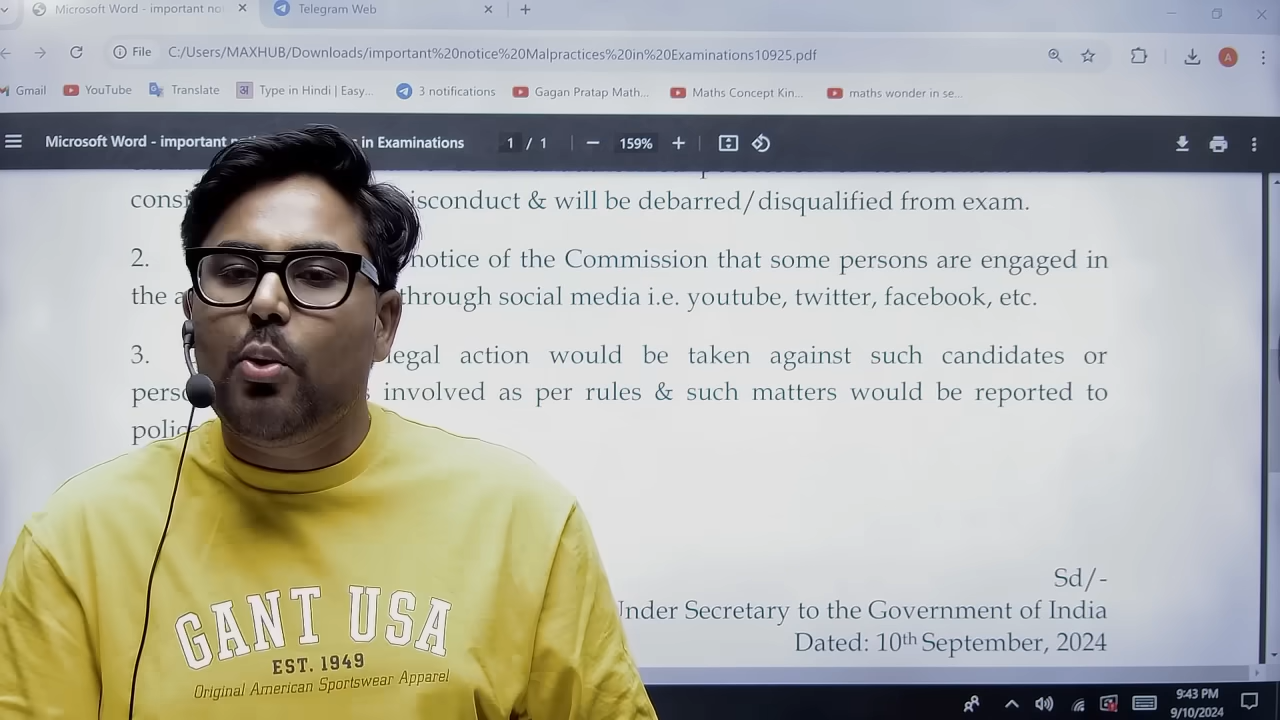 Microsoft Word - important no
Telegram Web
File
C:/Users/MAXHUB/Downloads/important%20notice%20Malpractices%20in%20Examinations10925.pdf
A
Gmail
YouTube
Translate
अ
Type in Hindi | Easy...
3 notifications
Gagan Pratap Math...
Maths Concept Kin...
maths wonder in se...
Microsoft Word - important in Examinations
1 / 1
159%
isconduct & will be debarred/disqualified from exam.
2. notice of the Commission that some persons are engaged in
the through social media i.e. youtube, twitter, facebook, etc.
3. legal action would be taken against such candidates or
involved as per rules & such matters would be reported to
Under Secretary to the Government of India
Sd/-
Dated: 10th September, 2024
GANT USA
EST. 1949
Original American Sportswear Apparel
9:43 PM
9/10/2024